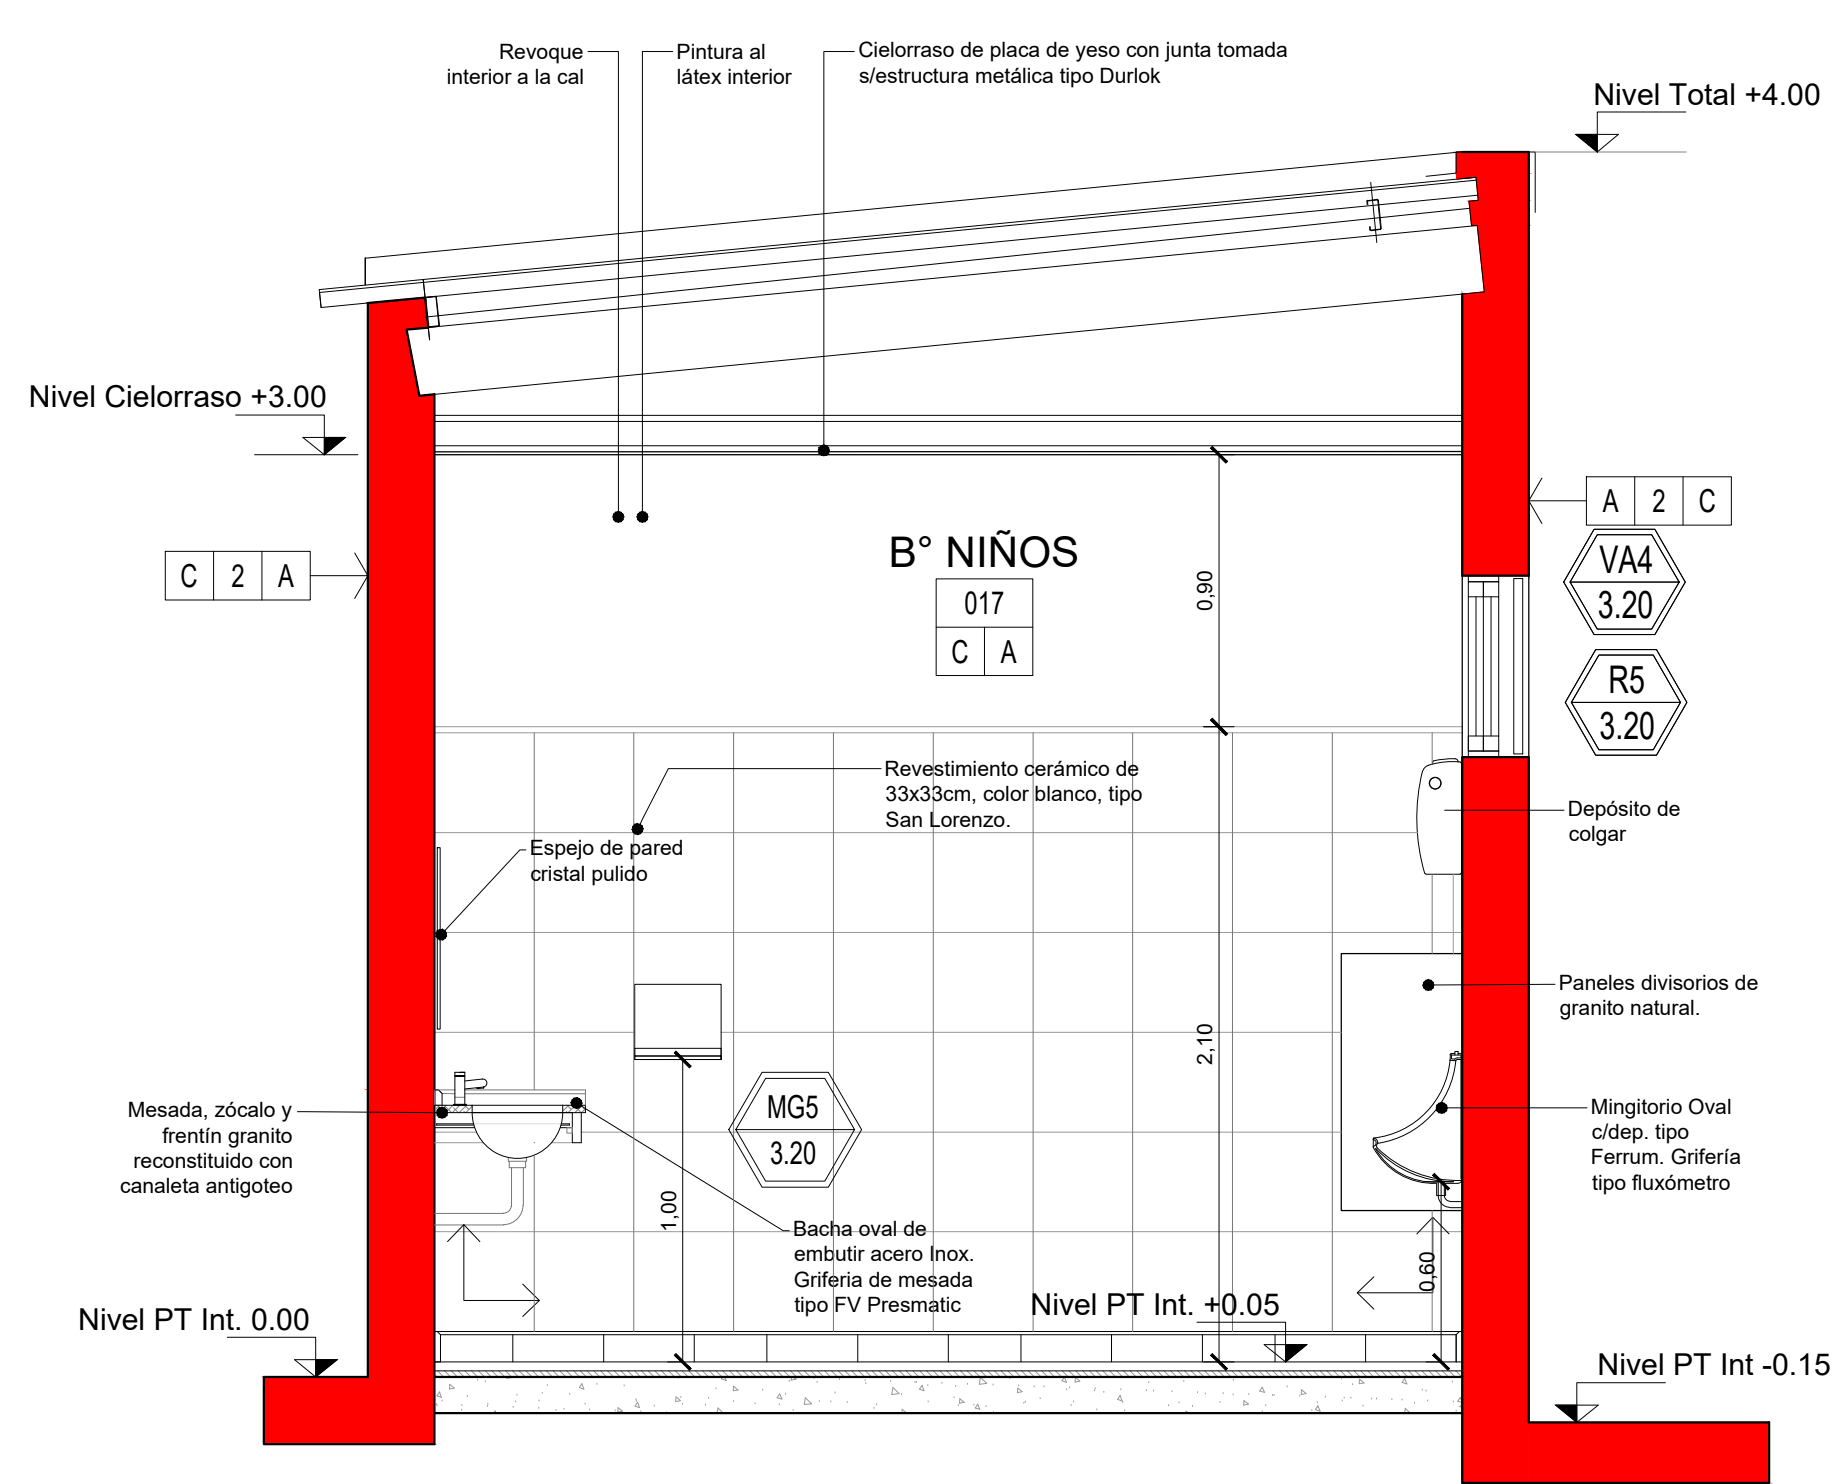 Revoque
interior a la cal
Pintura al
látex interior
Cielorraso de placa de yeso con junta tomada
s/estructura metálica tipo Durlok
Nivel Total +4.00
Nivel Cielorraso +3.00
C 2 A
A 2 C
B° NIÑOS
017
C A
0,90
VA4
3.20
R5
3.20
Revestimiento cerámico de
33x33cm, color blanco, tipo
San Lorenzo.
Espejo de pared
cristal pulido
Depósito de
colgar
Paneles divisorios de
granito natural.
2,10
Mesada, zócalo y
frentín granito
reconstituido con
canaleta antigoteo
MG5
3.20
Mingitorio Oval
c/dep. tipo
Ferrum. Grifería
tipo fluxómetro
1,00
Bacha oval de
embutir acero Inox.
Griferia de mesada
tipo FV Presmatic
0,60
Nivel PT Int. 0.00
Nivel PT Int. +0.05
Nivel PT Int -0.15